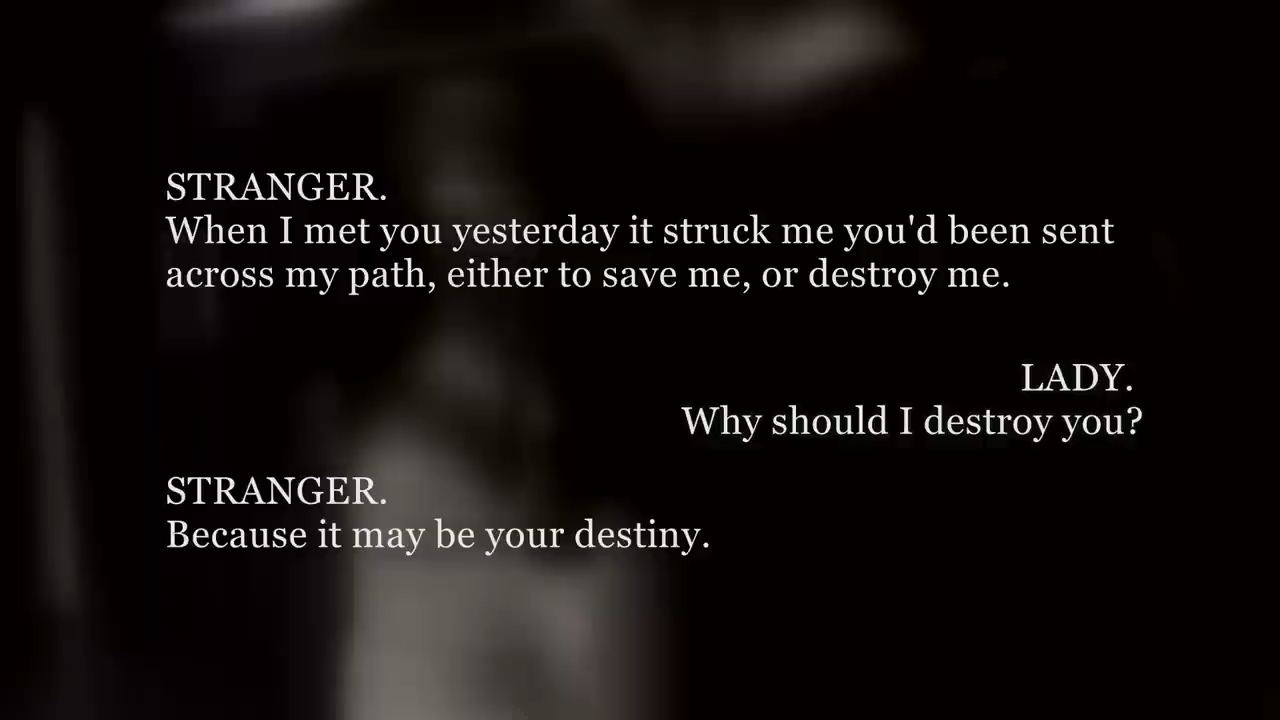 STRANGER.
When I met you yesterday it struck me you'd been sent
across my path, either to save me, or destroy me.
LADY.
Why should I destroy you?
STRANGER.
Because it may be your destiny.